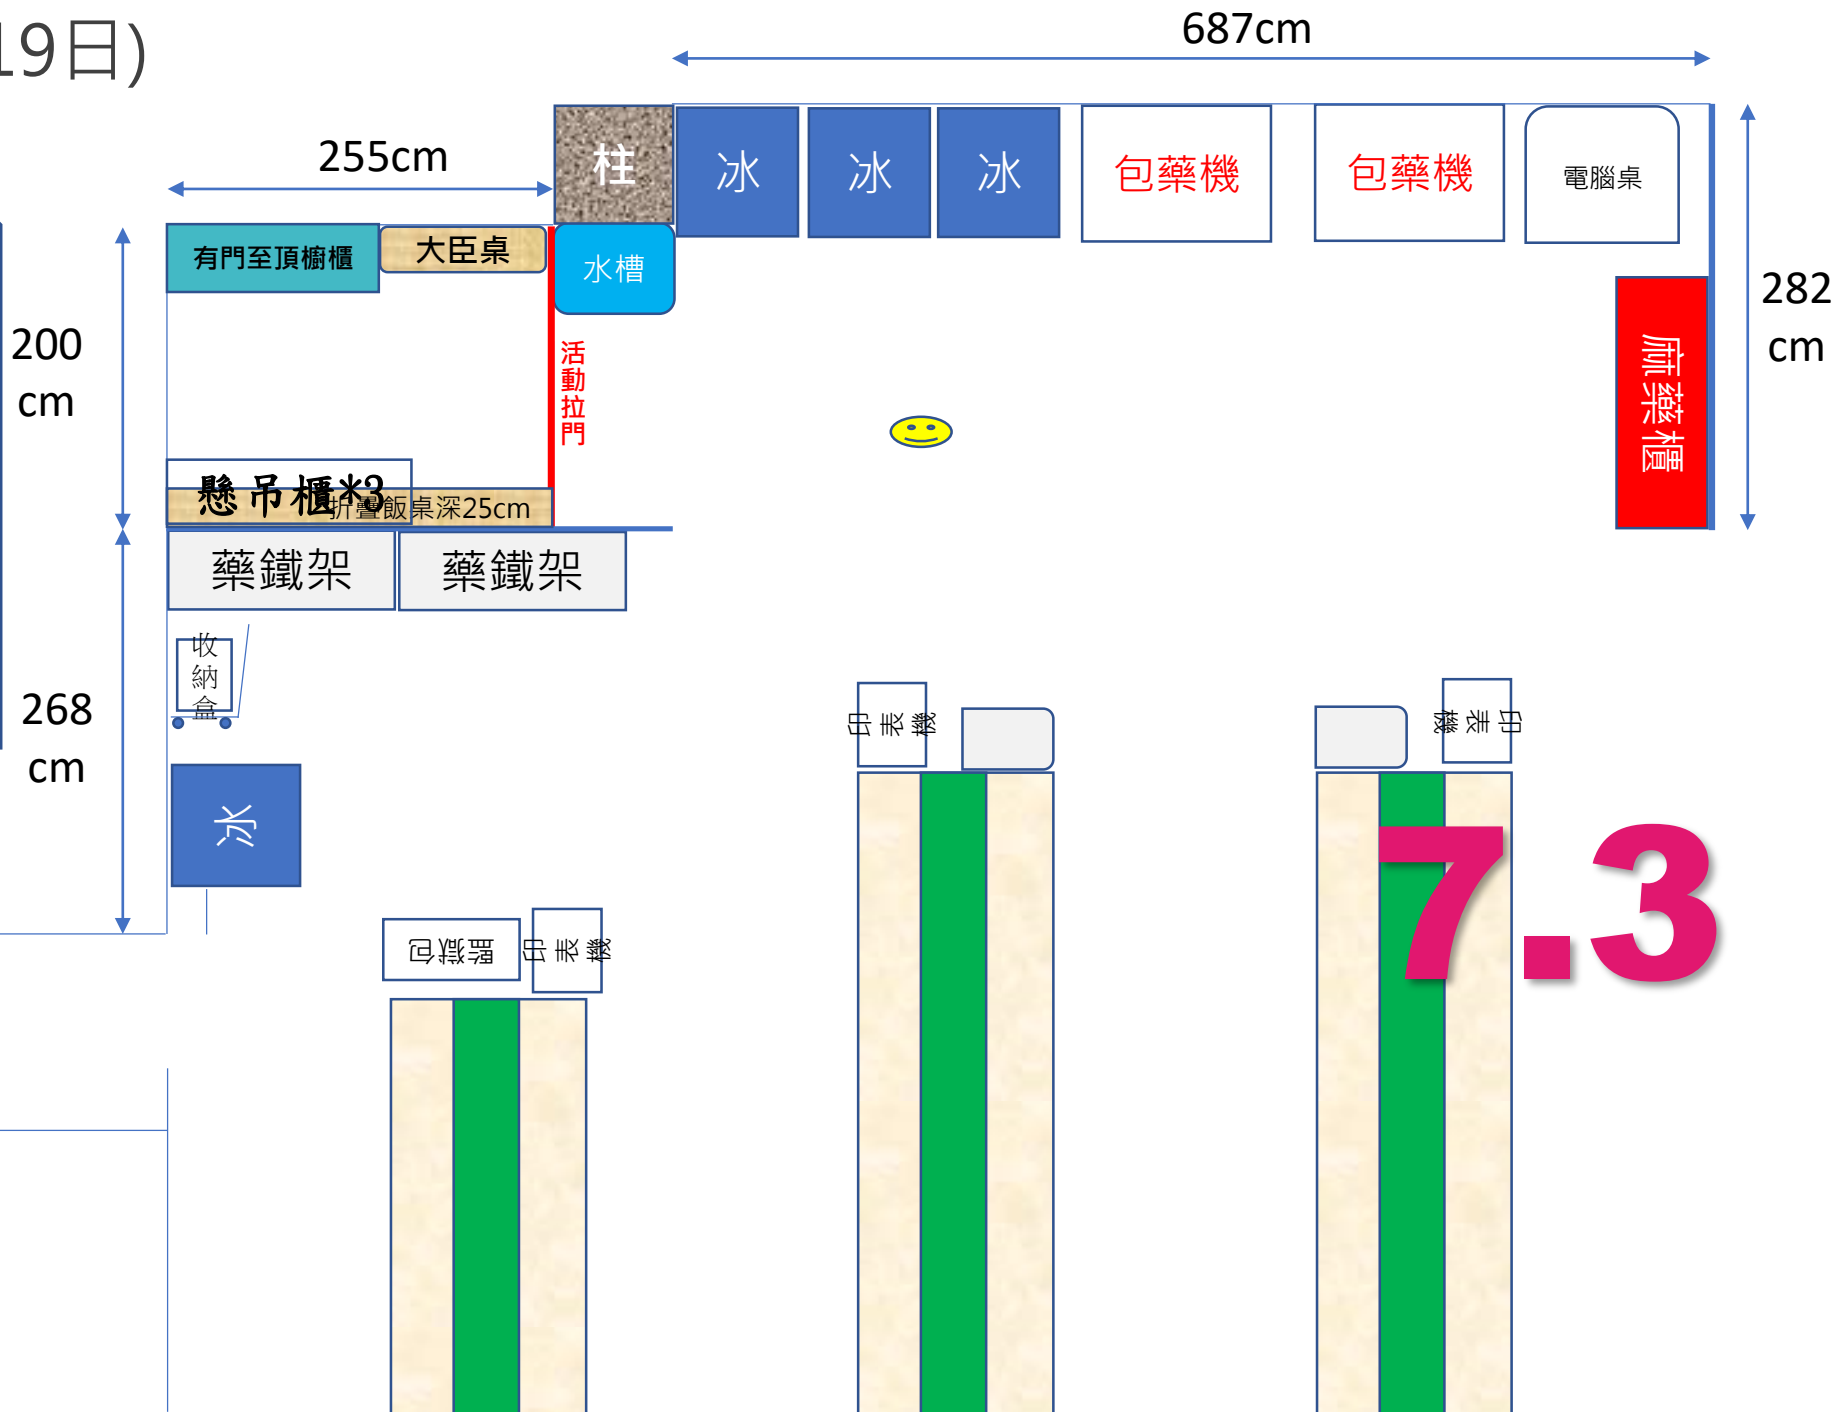 19日)
687cm
255cm
柱
冰
冰
冰
包藥機
包藥機
電腦桌
有門至頂櫥櫃
大臣桌
水槽
282
cm
200
cm
活動拉門
麻藥櫃
懸吊櫃*3
折疊飯桌深25cm
藥鐵架
藥鐵架
收納盒
268
cm
印表機
印表機
冰
7.3
監獄包
印表機